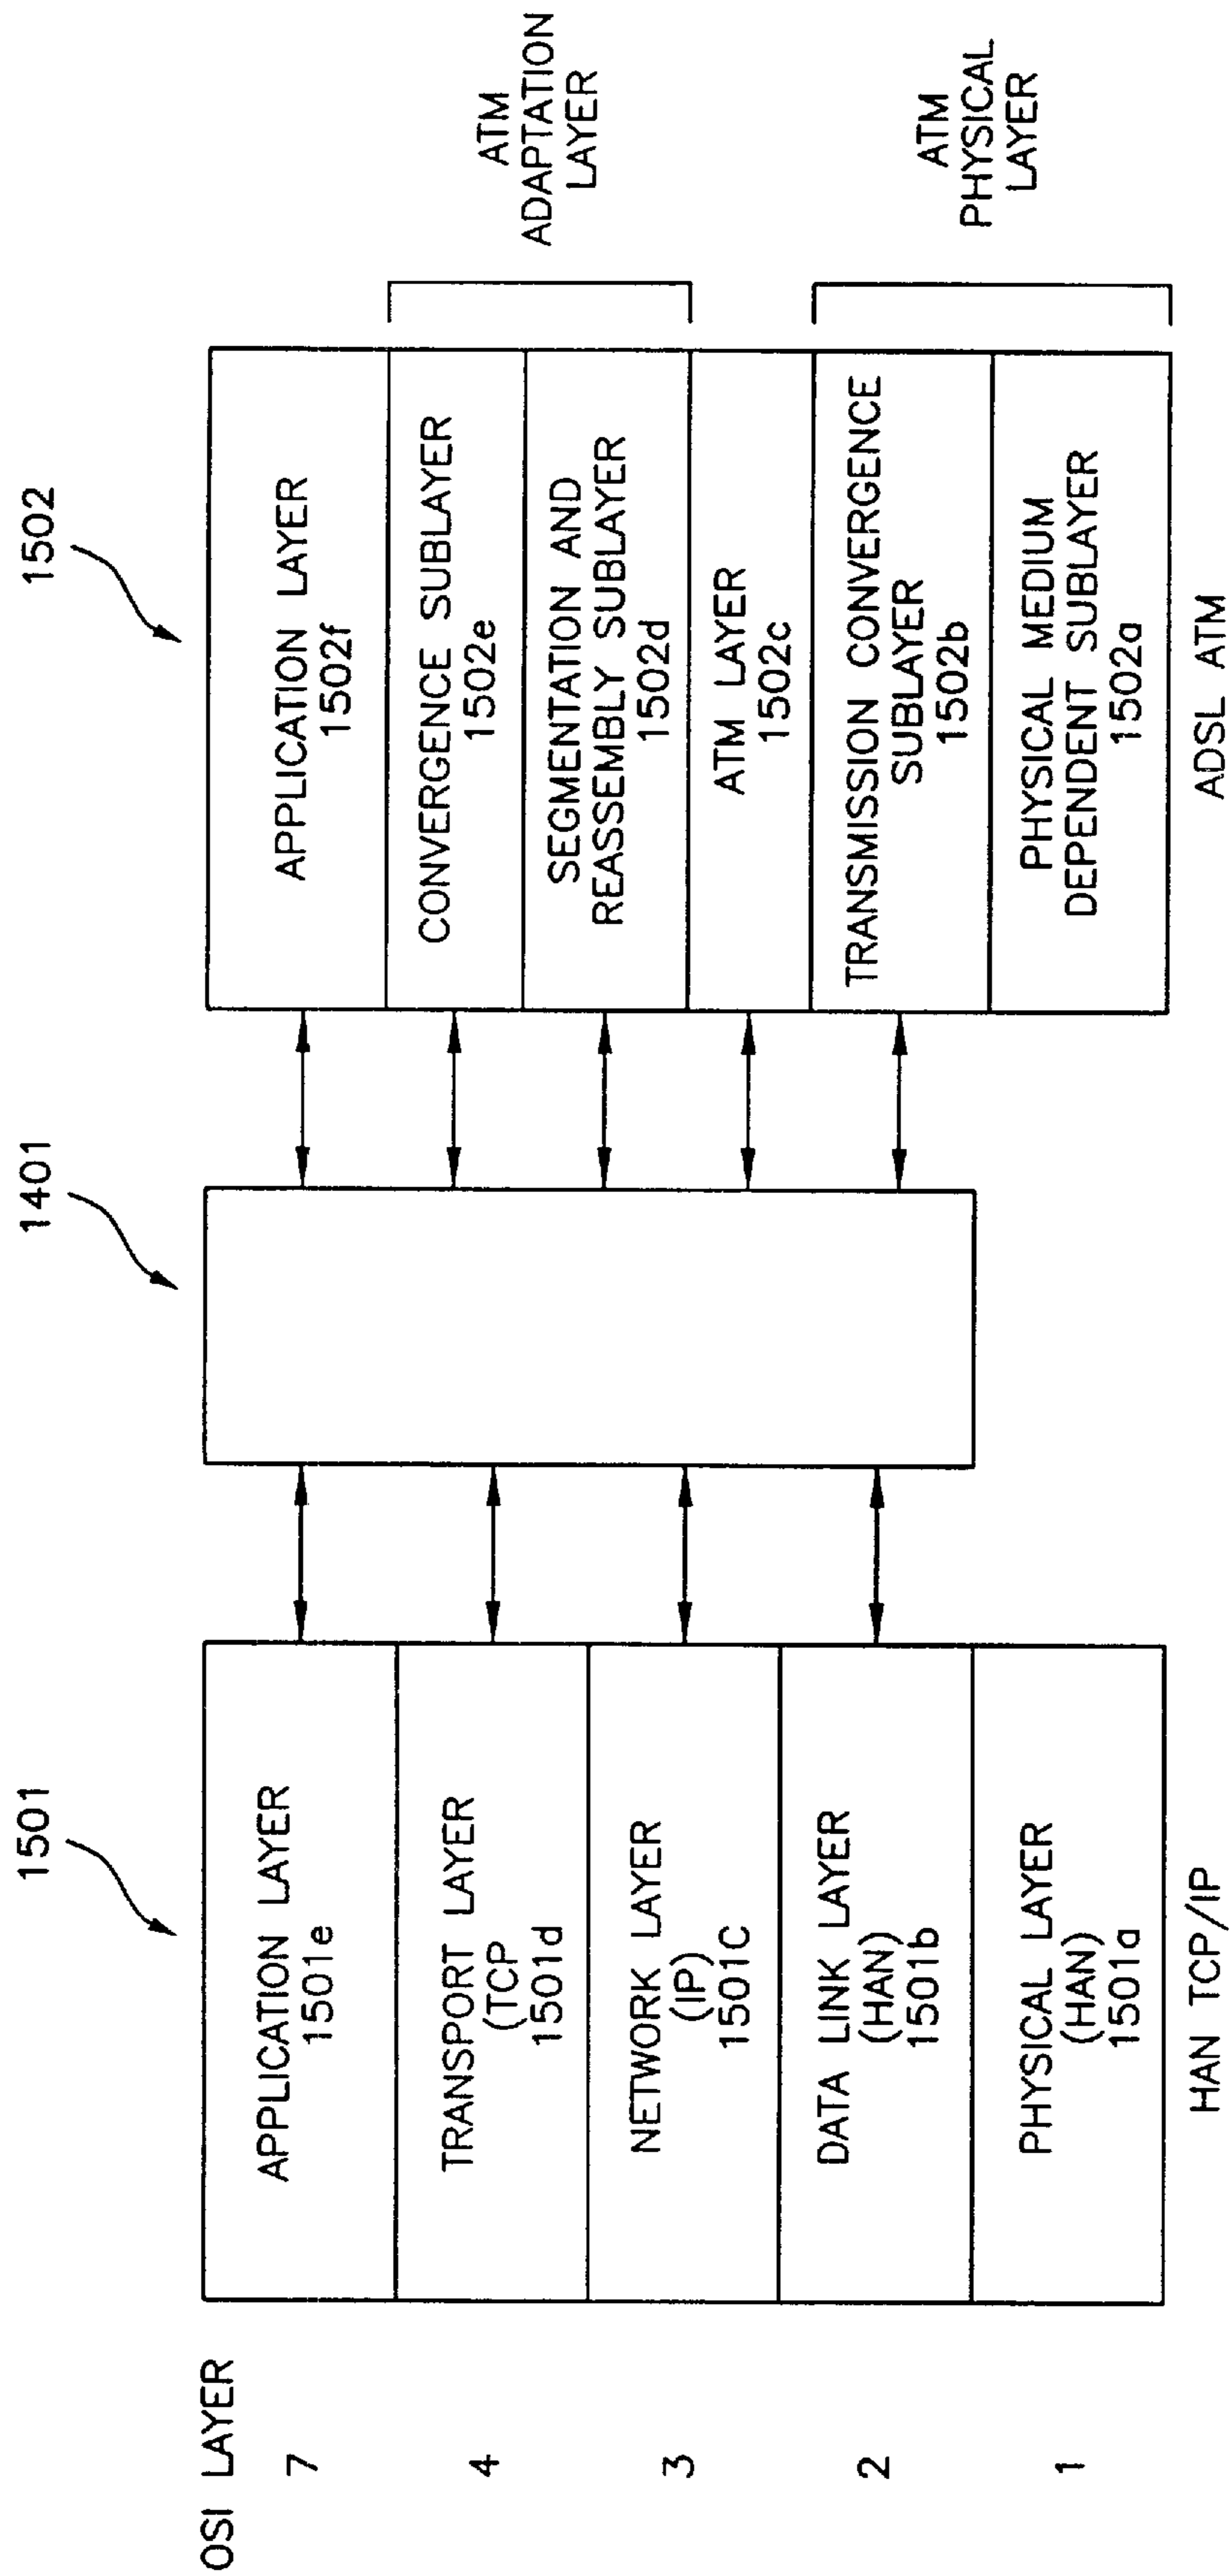 OSI LAYER
7
4
3
2
1
1501
APPLICATION LAYER
1501e
TRANSPORT LAYER
(TCP
1501d
NETWORK LAYER
(IP)
1501C
DATA LINK LAYER
(HAN)
1501b
PHYSICAL LAYER
(HAN)
1501a
HAN TCP/IP
1401
1502
APPLICATION LAYER
1502f
CONVERGENCE SUBLAYER
1502e
SEGMENTATION AND
REASSEMBLY SUBLAYER
1502d
ATM LAYER
1502c
TRANSMISSION CONVERGENCE
SUBLAYER
1502b
PHYSICAL MEDIUM
DEPENDENT SUBLAYER
1502a
ADSL ATM
ATM
ADAPTATION
LAYER
ATM
PHYSICAL
LAYER